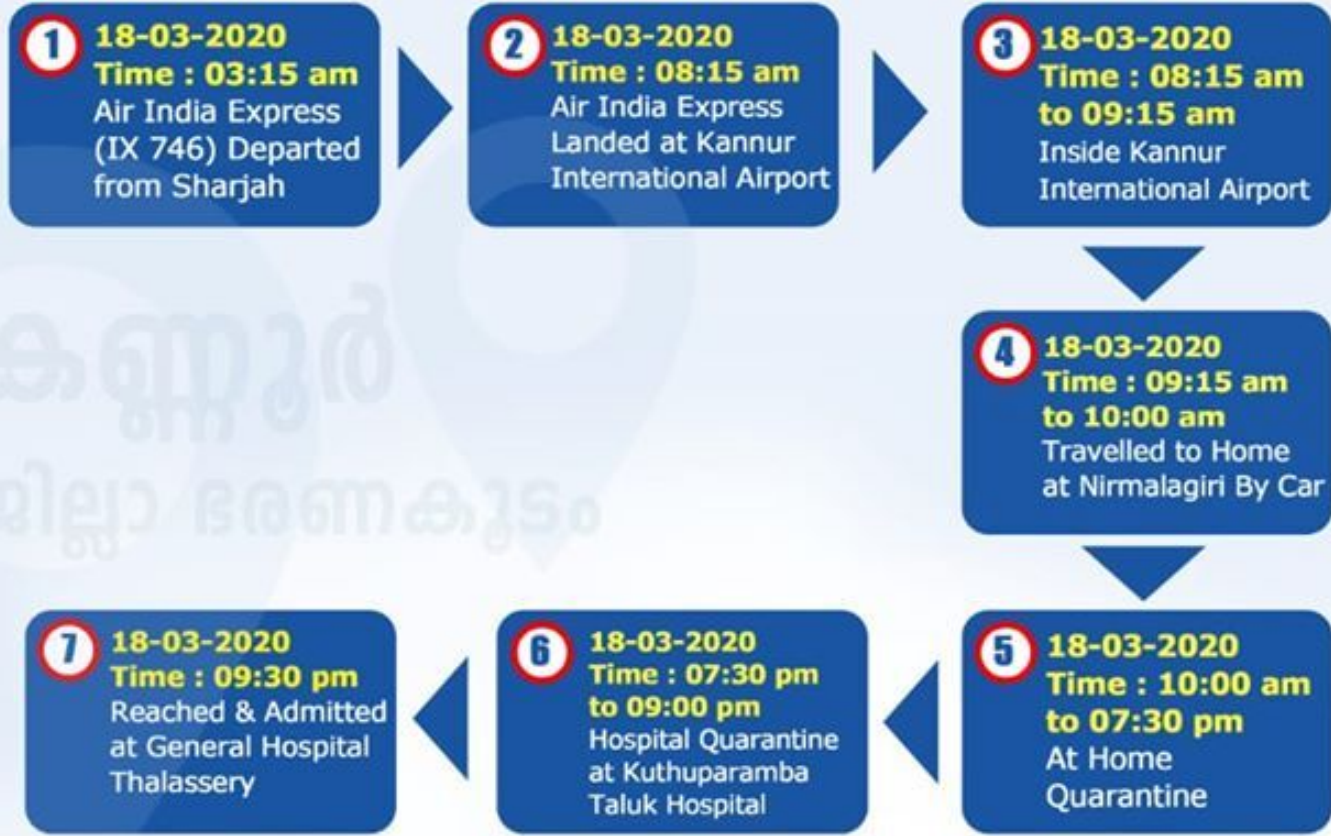 1
18-03-2020
Time : 03:15 am
Air India Express
(IX 746) Departed
from Sharjah
2
18-03-2020
Time : 08:15 am
Air India Express
Landed at Kannur
International Airport
3
18-03-2020
Time : 08:15 am
to 09:15 am
Inside Kannur
International Airport
4
18-03-2020
Time : 09:15 am
to 10:00 am
Travelled to Home
at Nirmalagiri By Car
5
18-03-2020
Time : 10:00 am
to 07:30 pm
At Home
Quarantine
6
18-03-2020
Time : 07:30 pm
to 09:00 pm
Hospital Quarantine
at Kuthuparamba
Taluk Hospital
7
18-03-2020
Time : 09:30 pm
Reached & Admitted
at General Hospital
Thalassery
കണ്ണൂർ
ജില്ലാ ഭരണകൂടം